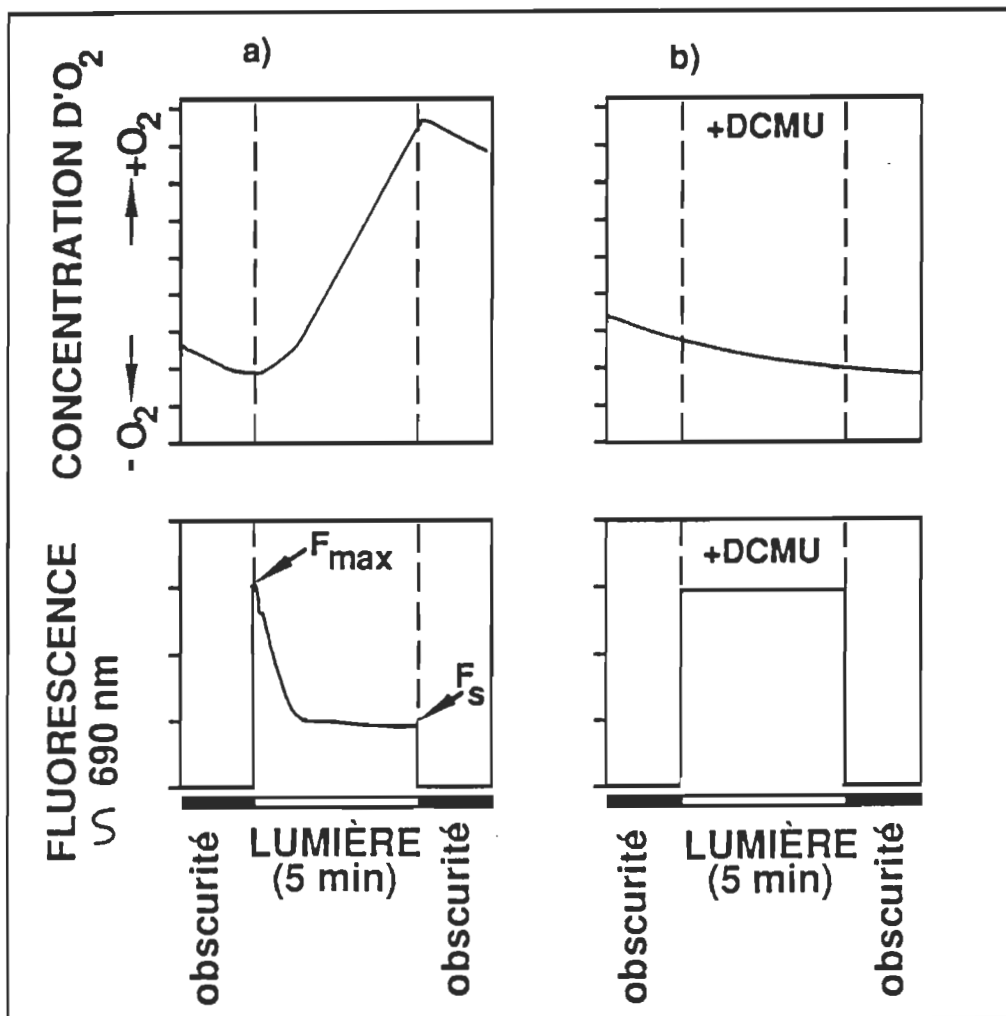 a)
b)
CONCENTRATION D'O₂
- O₂ +O₂
+DCMU
FLUORESCENCE
∽ 690 nm
Fmax
Fs
+DCMU
obscurité
LUMIÈRE
(5 min)
obscurité
obscurité
LUMIÈRE
(5 min)
obscurité